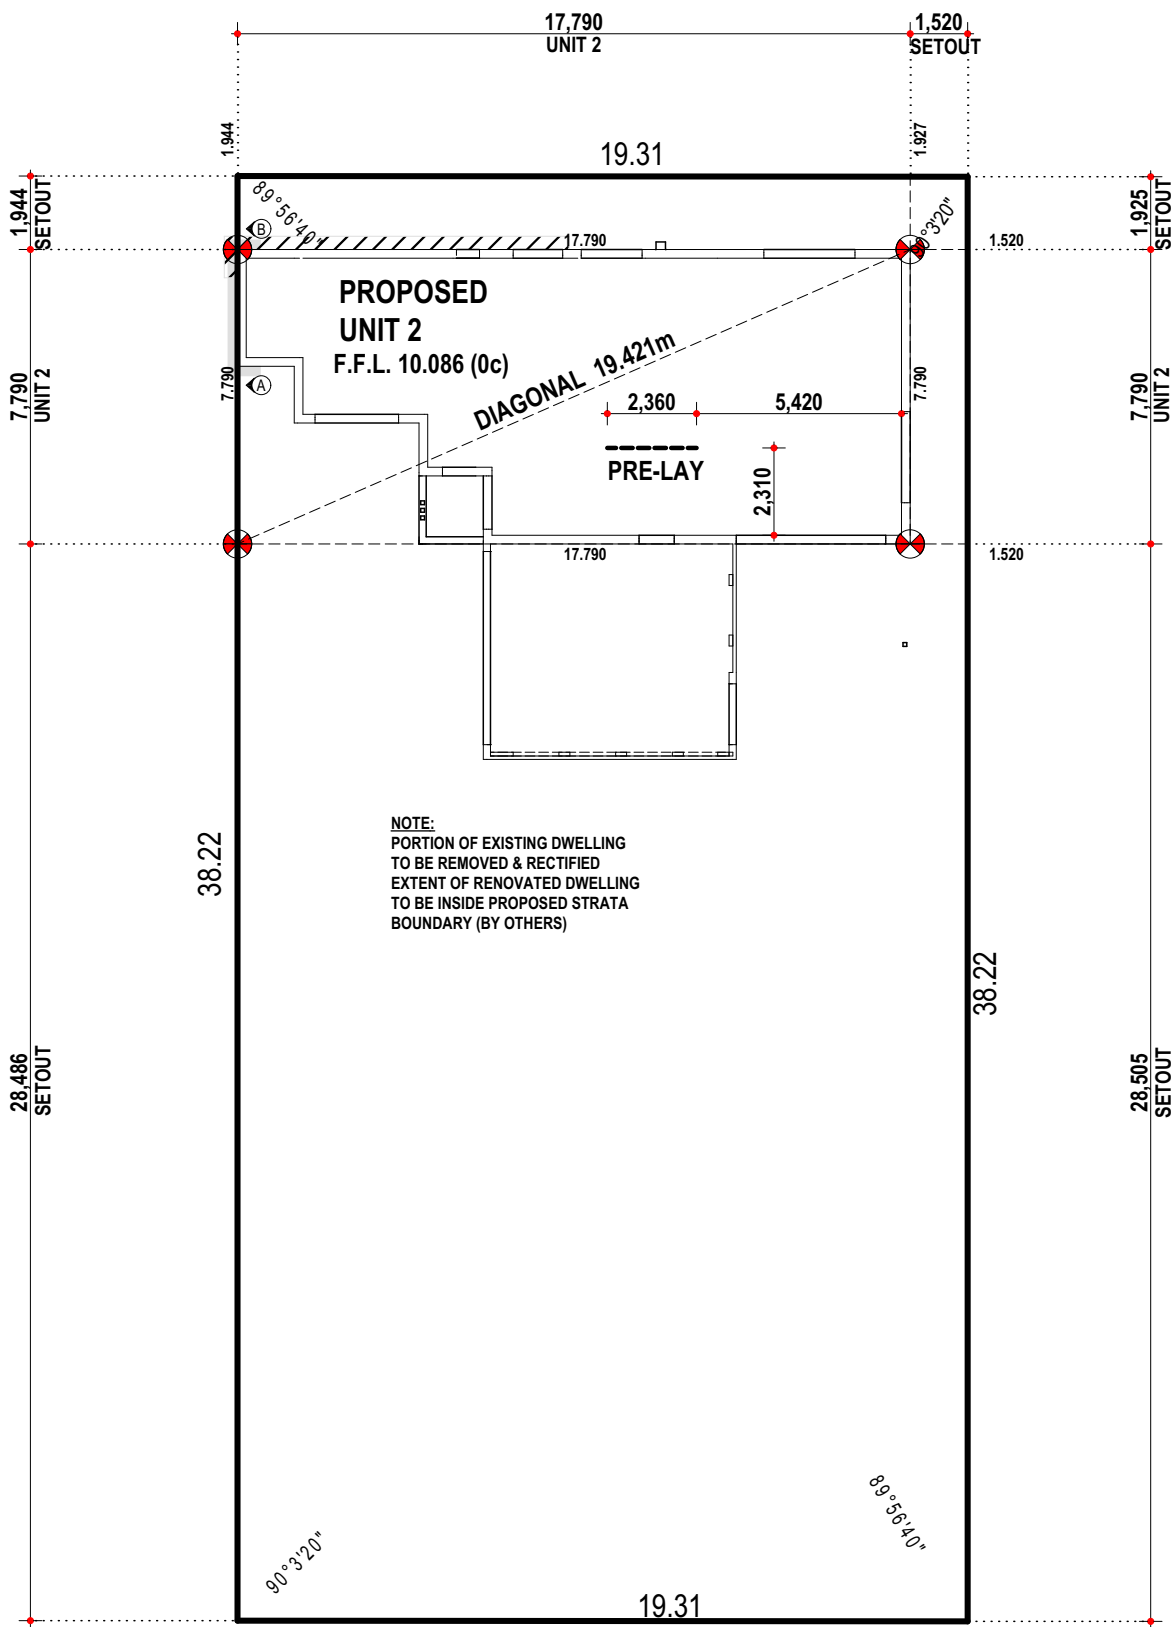 17,790
UNIT 2
1,520
SETOUT
1.944
1.927
19.31
1,944
SETOUT
89°56'40"
90°3'20"
1,925
SETOUT
B
17.790
1.520
PROPOSED
UNIT 2
F.F.L. 10.086 (0c)
DIAGONAL 19.421m
A
7.790
7.790
7,790
UNIT 2
7,790
UNIT 2
2,360
5,420
PRE-LAY
2,310
17.790
1.520
NOTE:
PORTION OF EXISTING DWELLING
TO BE REMOVED & RECTIFIED
EXTENT OF RENOVATED DWELLING
TO BE INSIDE PROPOSED STRATA
BOUNDARY (BY OTHERS)
38.22
38.22
28,486
SETOUT
28,505
SETOUT
90°3'20"
89°56'40"
19.31